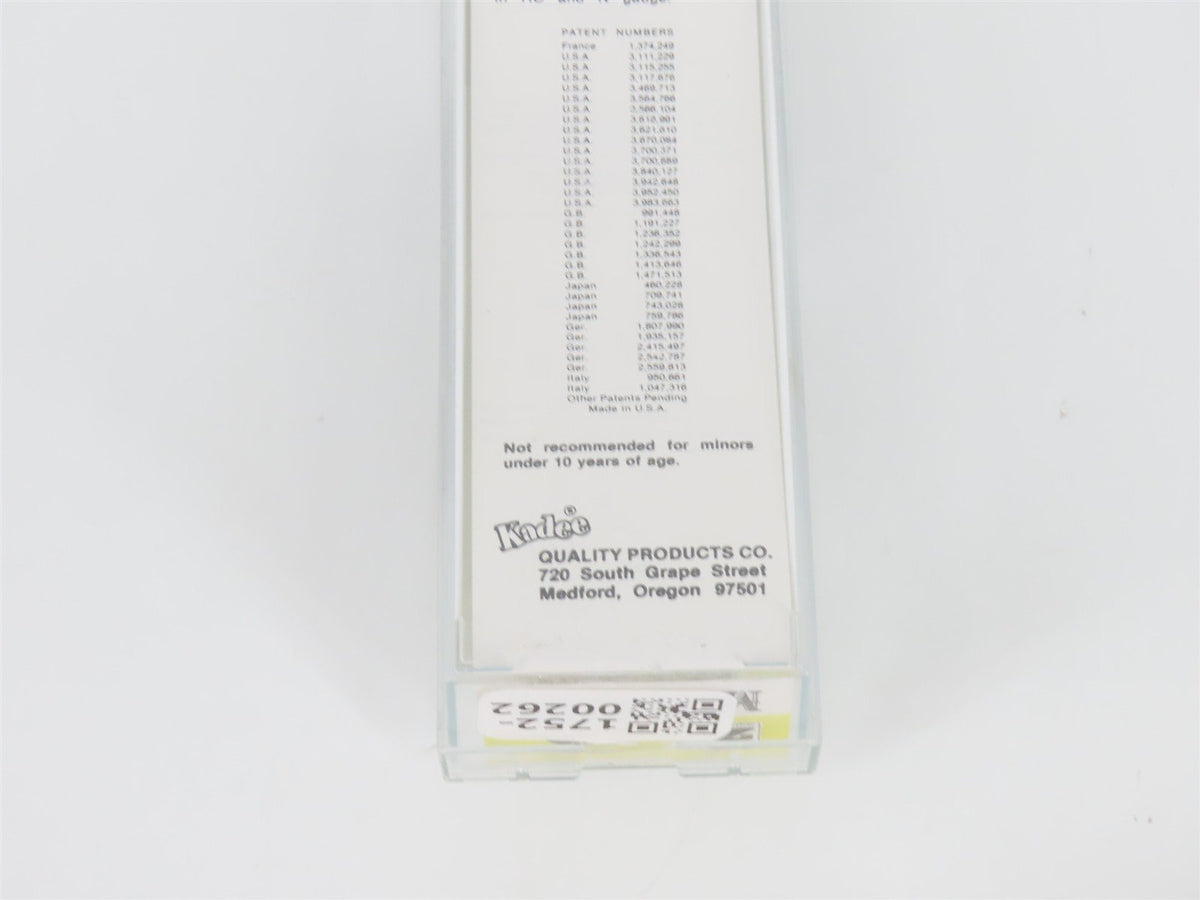 in HO and N gauge.
PATENT NUMBERS
France 1,374,249
U.S.A. 3,111,229
U.S.A. 3,115,255
U.S.A. 3,117,676
U.S.A. 3,469,713
U.S.A. 3,564,766
U.S.A. 3,566,104
U.S.A. 3,618,991
U.S.A. 3,621,610
U.S.A. 3,670,064
U.S.A. 3,700,371
U.S.A. 3,700,689
U.S.A. 3,840,127
U.S.A. 3,942,648
U.S.A. 3,952,450
U.S.A. 3,983,663
G.B. 991,448
G.B. 1,191,227
G.B. 1,236,352
G.B. 1,242,299
G.B. 1,336,543
G.B. 1,413,646
G.B. 1,471,513
Japan 460,228
Japan 709,741
Japan 743,028
Japan 759,786
Ger. 1,807,990
Ger. 1,935,157
Ger. 2,415,497
Ger. 2,542,787
Ger. 2,559,813
Italy 950,661
Italy 1,047,316
Other Patents Pending
Made in U.S.A.
Not recommended for minors
under 10 years of age.
Kadee®
QUALITY PRODUCTS CO.
720 South Grape Street
Medford, Oregon 97501
1752-
00262